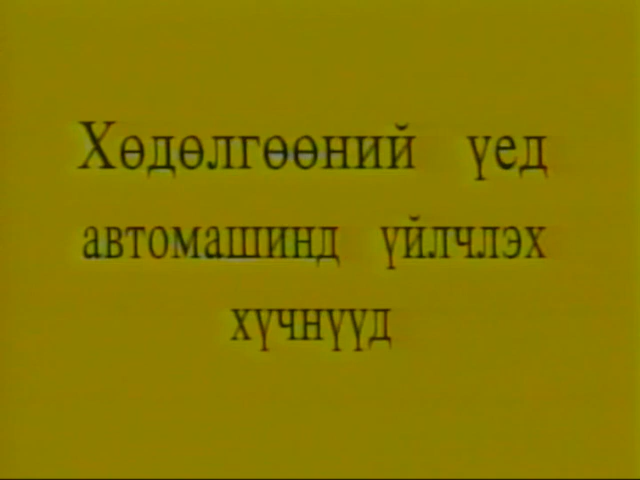 Хөдөлгөөний үед
автомашинд үйлчлэх
хүчнүүд